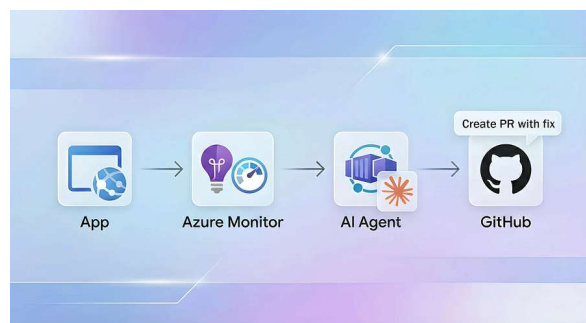 Create PR with fix
App
Azure Monitor
AI Agent
GitHub